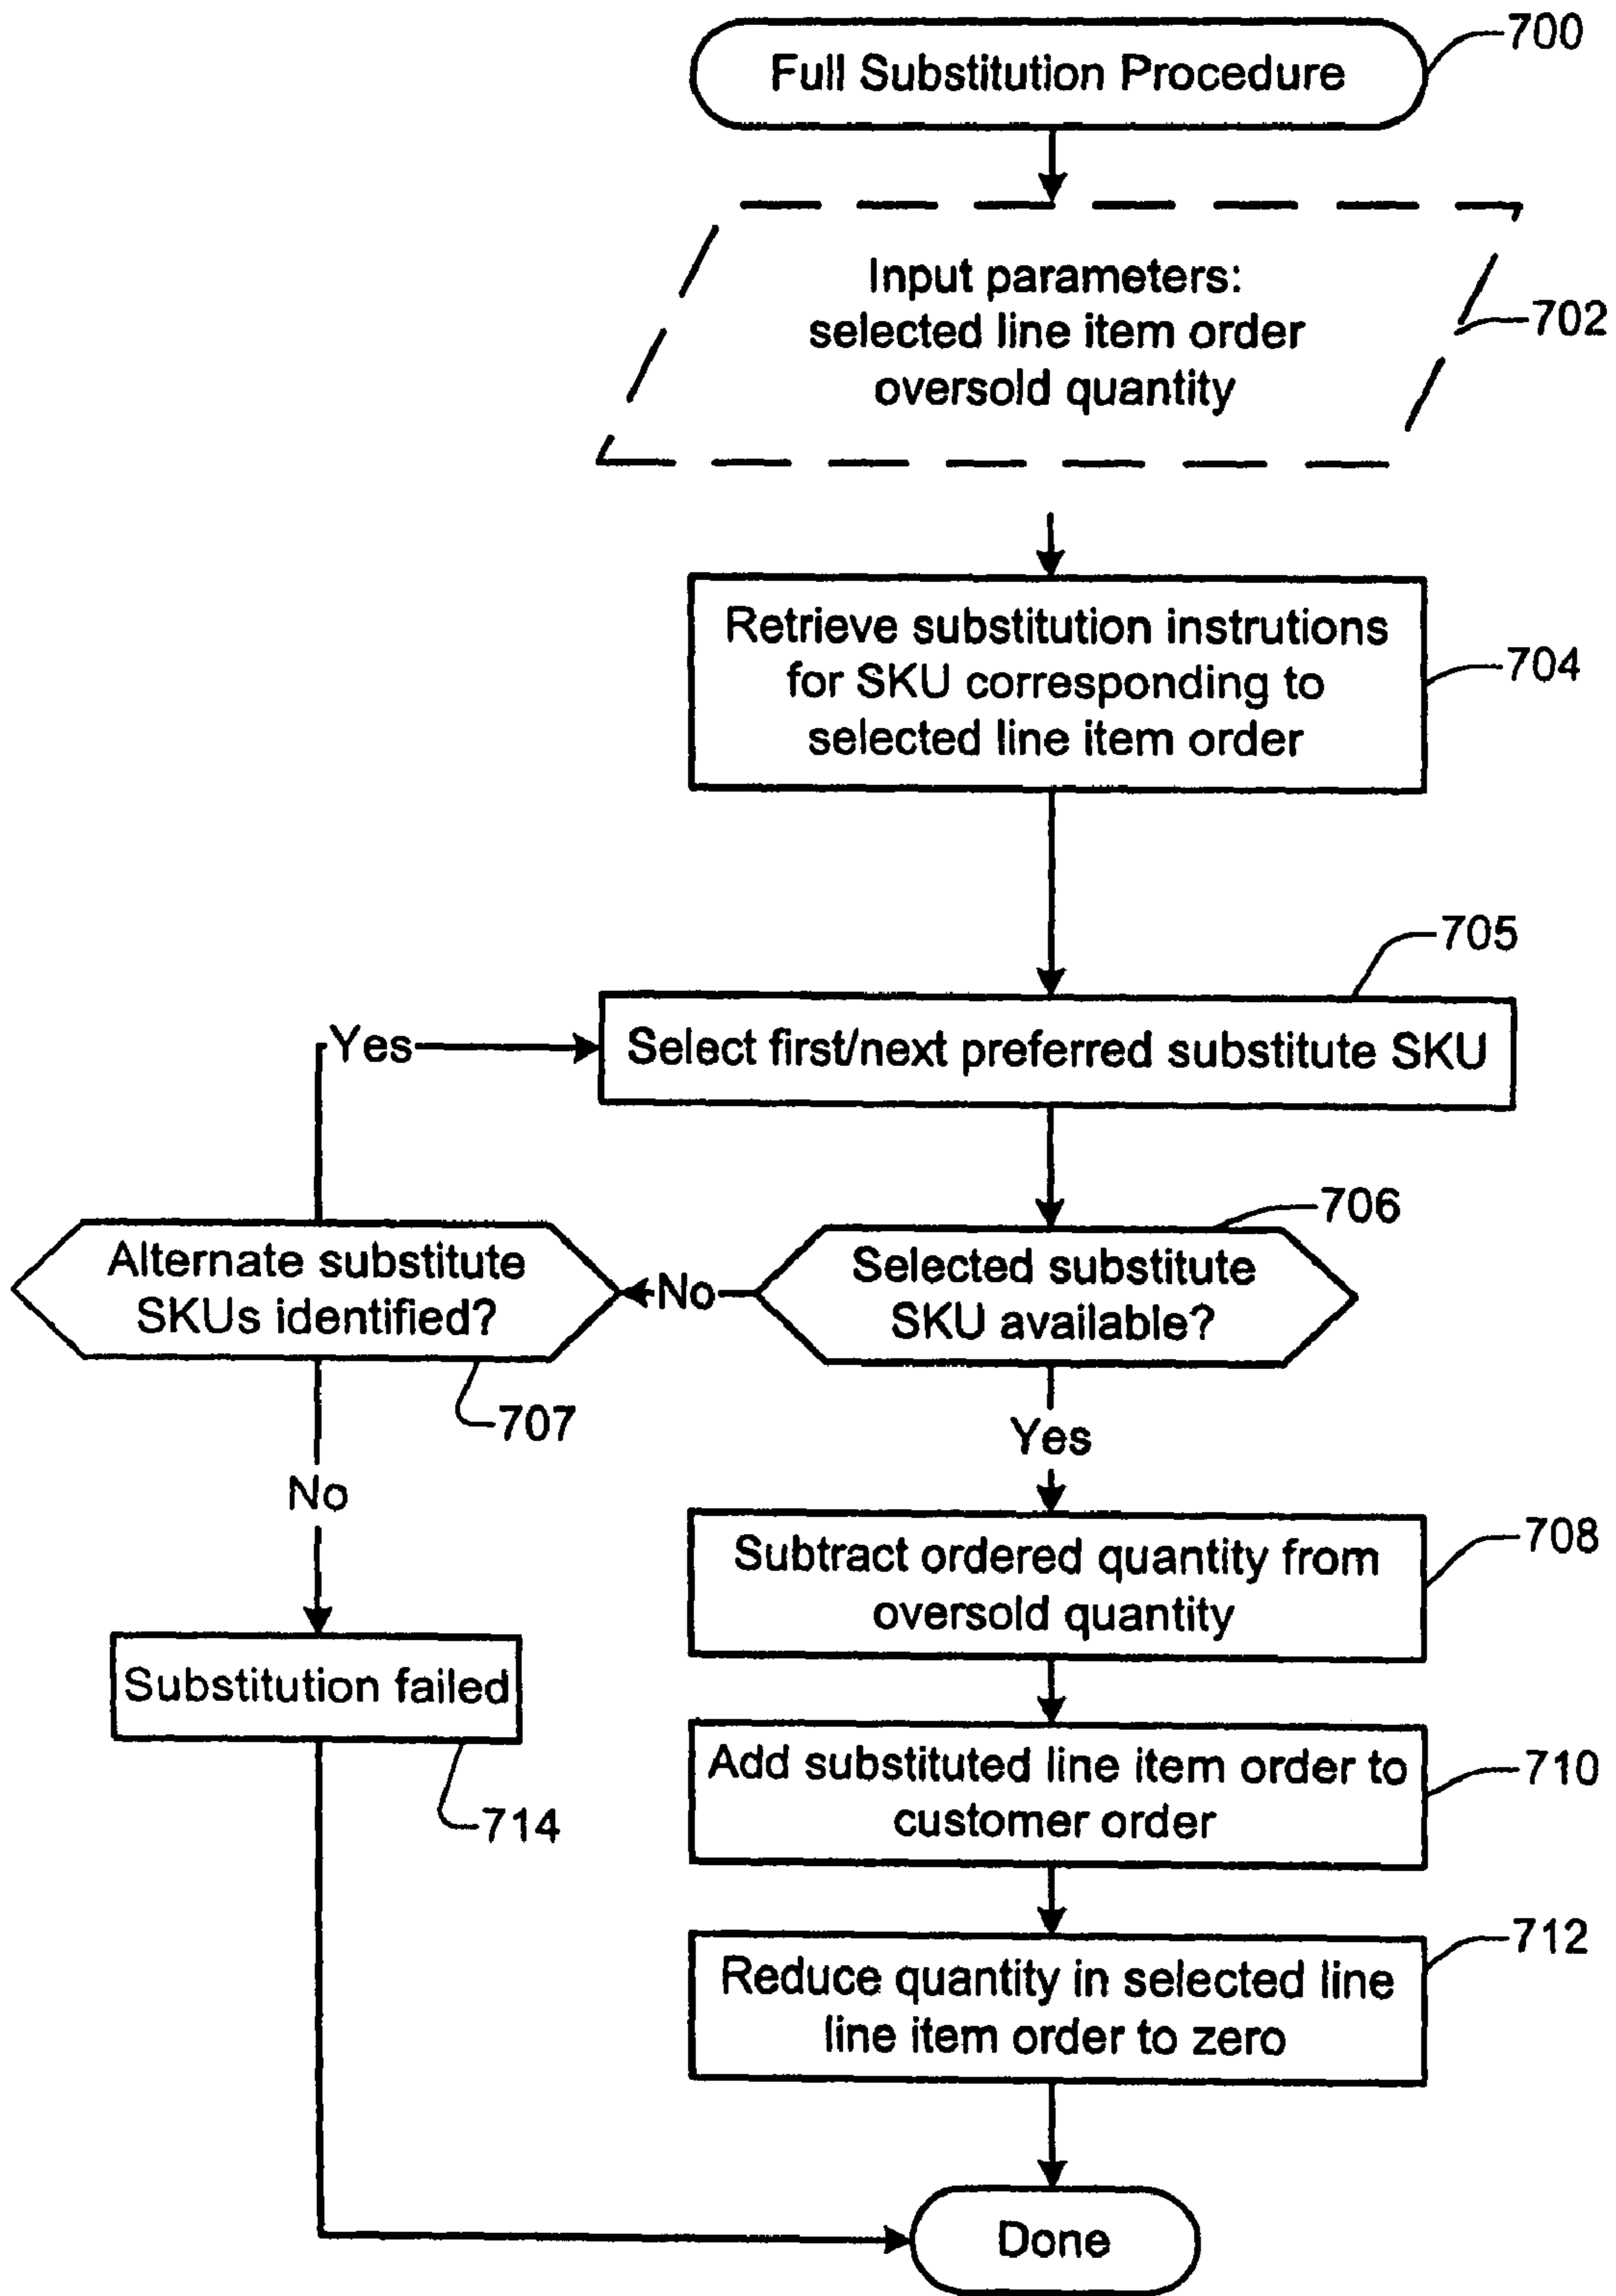 Full Substitution Procedure
700
Input parameters:
selected line item order
oversold quantity
702
Retrieve substitution instrutions
for SKU corresponding to
selected line item order
704
705
Yes
Select first/next preferred substitute SKU
706
Alternate substitute
SKUs identified?
No
Selected substitute
SKU available?
707
Yes
No
Subtract ordered quantity from
oversold quantity
708
Substitution failed
714
Add substituted line item order to
customer order
710
Reduce quantity in selected line
line item order to zero
712
Done